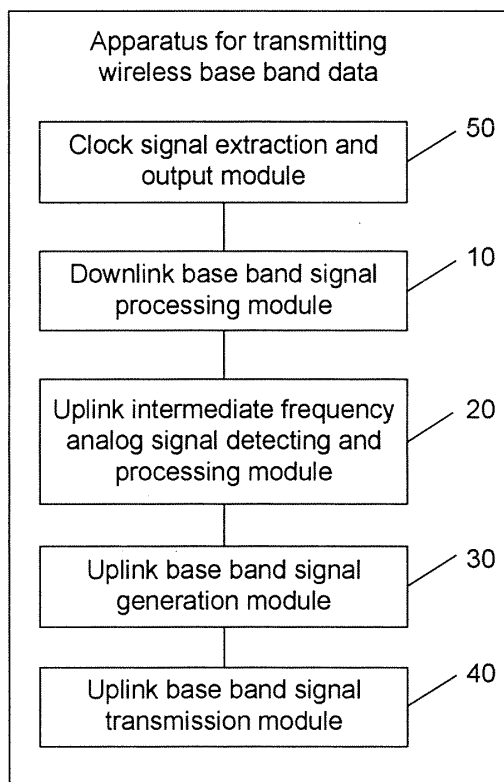 Apparatus for transmitting
wireless base band data
50
Clock signal extraction and
output module
10
Downlink base band signal
processing module
20
Uplink intermediate frequency
analog signal detecting and
processing module
30
Uplink base band signal
generation module
40
Uplink base band signal
transmission module